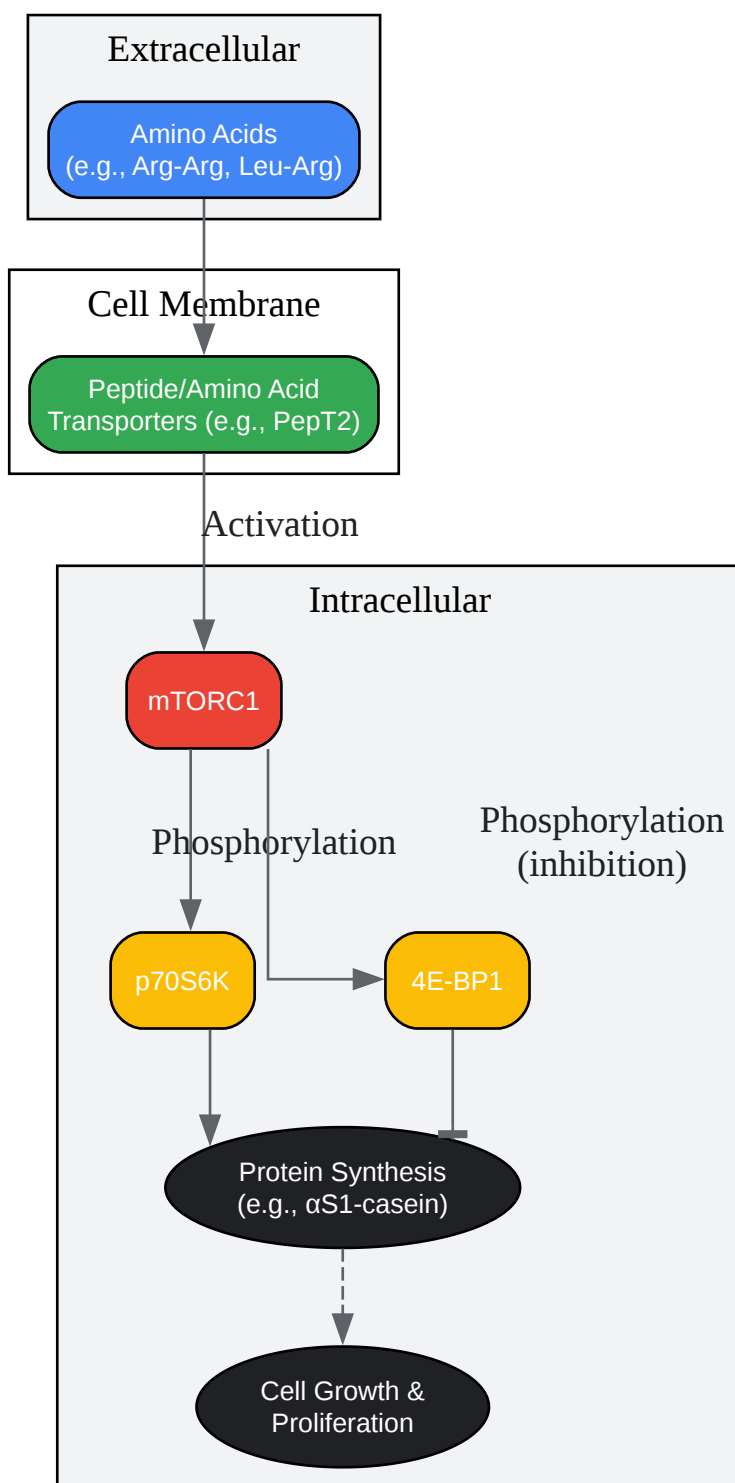 Extracellular
Amino Acids
(e.g., Arg-Arg, Leu-Arg)
Cell Membrane
Peptide/Amino Acid
Transporters (e.g., PepT2)
Activation
Intracellular
mTORC1
Phosphorylation
Phosphorylation
(inhibition)
p70S6K
4E-BP1
Protein Synthesis
(e.g., αS1-casein)
Cell Growth &
Proliferation